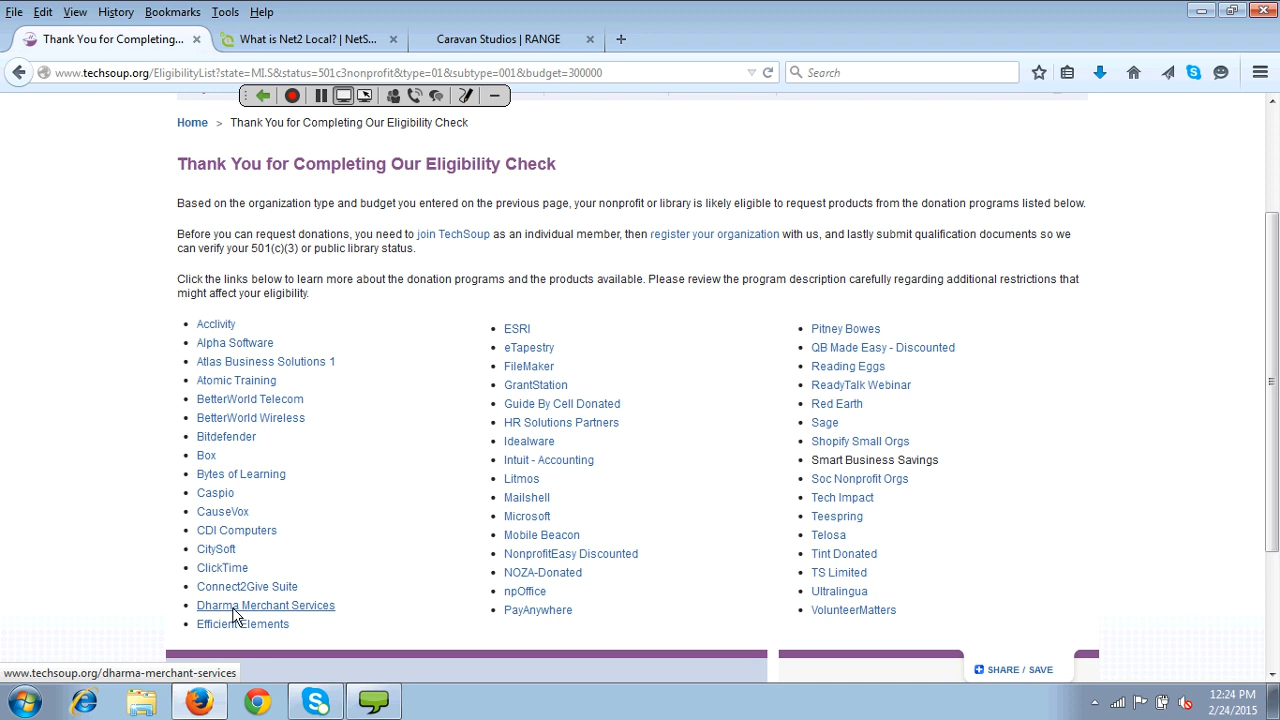 File Edit View History Bookmarks Tools Help
Thank You for Completing... What is Net2 Local? | NetS... Caravan Studios | RANGE
www.techsoup.org/EligibilityList?state=MI.S&status=501c3nonprofit&type=01&subtype=001&budget=300000 Search
Home > Thank You for Completing Our Eligibility Check
Thank You for Completing Our Eligibility Check
Based on the organization type and budget you entered on the previous page, your nonprofit or library is likely eligible to request products from the donation programs listed below.
Before you can request donations, you need to join TechSoup as an individual member, then register your organization with us, and lastly submit qualification documents so we
can verify your 501(c)(3) or public library status.
Click the links below to learn more about the donation programs and the products available. Please review the program description carefully regarding additional restrictions that
might affect your eligibility.
Acclivity
Alpha Software
Atlas Business Solutions 1
Atomic Training
BetterWorld Telecom
BetterWorld Wireless
Bitdefender
Box
Bytes of Learning
Caspio
CauseVox
CDI Computers
CitySoft
ClickTime
Connect2Give Suite
Dharma Merchant Services
Efficient Elements
ESRI
eTapestry
FileMaker
GrantStation
Guide By Cell Donated
HR Solutions Partners
Idealware
Intuit - Accounting
Litmos
Mailshell
Microsoft
Mobile Beacon
NonprofitEasy Discounted
NOZA-Donated
npOffice
PayAnywhere
Pitney Bowes
QB Made Easy - Discounted
Reading Eggs
ReadyTalk Webinar
Red Earth
Sage
Shopify Small Orgs
Smart Business Savings
Soc Nonprofit Orgs
Tech Impact
Teespring
Telosa
Tint Donated
TS Limited
Ultralingua
VolunteerMatters
SHARE / SAVE
www.techsoup.org/dharma-merchant-services
12:24 PM
2/24/2015